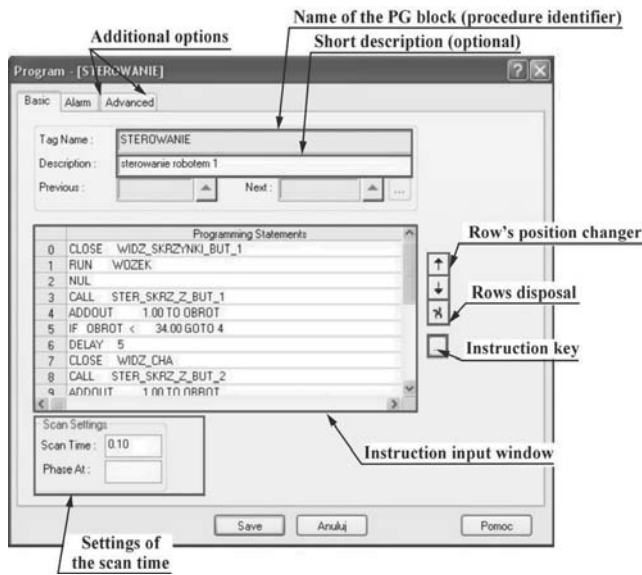 Name of the PG block (procedure identifier)
Additional options
Short description (optional)
Program - [STEROWANIE]
Basic Alarm Advanced
Tag Name : STEROWANIE
Description : sterowanie robotem 1
Previous : Next : ...
Programming Statements
0 CLOSE WIDZ_SKRZYNKI_BUT_1
1 RUN WOZEK
2 NUL
3 CALL STER_SKRZ_Z_BUT_1
4 ADDOUT 1.00 TO OBROT
5 IF OBROT < 34.00 GOTO 4
6 DELAY 5
7 CLOSE WIDZ_CHA
8 CALL STER_SKRZ_Z_BUT_2
9 ADDOUT 1.00 TO OBROT
Row's position changer
Rows disposal
Instruction key
Scan Settings
Scan Time : 0.10
Phase At :
Instruction input window
Save Anuluj Pomoc
Settings of
the scan time